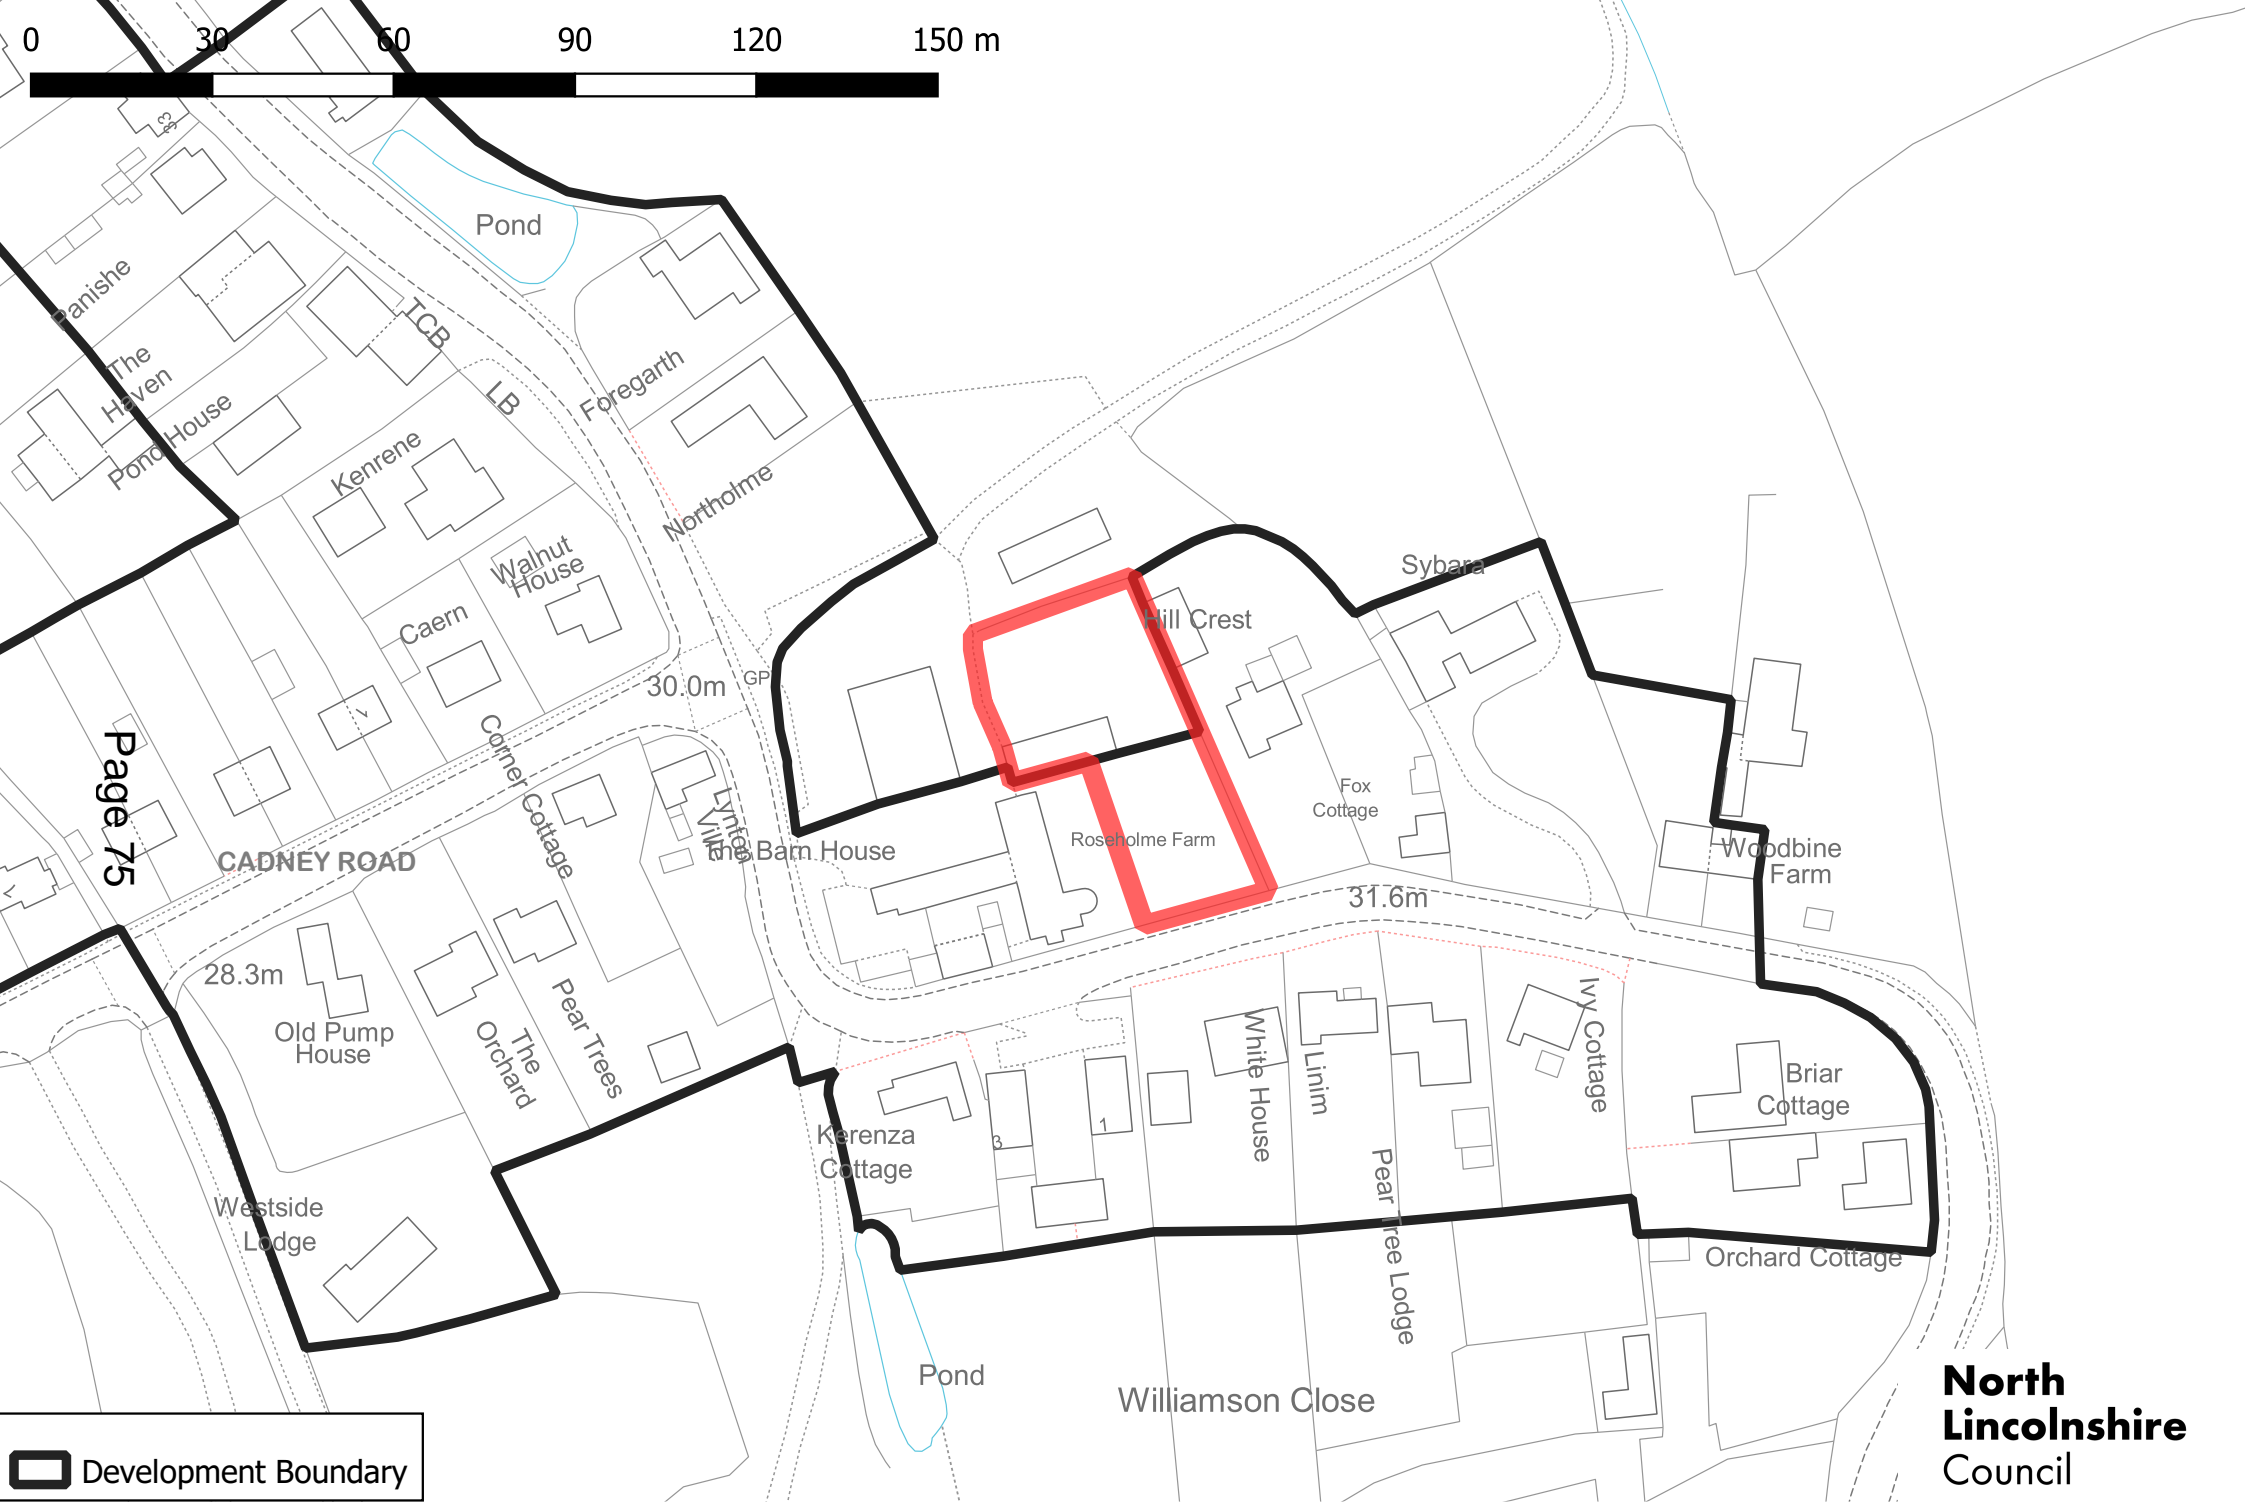 0 30 60 90 120 150 m
33
Pond
Panishe
The
Haven
Pond House
TCB
LB
Foregarth
Kenrene
Northolme
Walnut
House
Caern
Sybara
Hill Crest
30.0m
GP
1
Page 75
Corner Cottage
Lynton
Ville
The Barn House
CADNEY ROAD
Roseholme Farm
Fox
Cottage
Woodbine
Farm
31.6m
28.3m
Old Pump
House
The
Orchard
Pear Trees
White House
Linim
Ivy Cottage
Briar
Cottage
Kerenza
Cottage
3
1
Pear Tree Lodge
Westside
Lodge
Orchard Cottage
Pond
Williamson Close
Development Boundary
North
Lincolnshire
Council